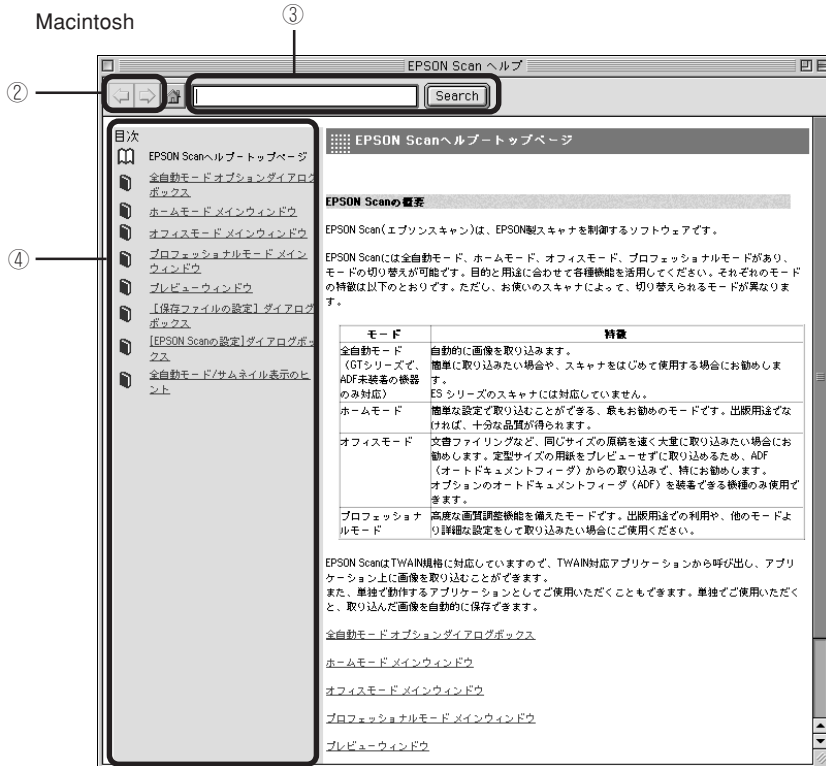 Macintosh
③
EPSON Scan ヘルプ
②
Search
④
目次
EPSON Scanヘルプートップページ
全自動モード オプションダイアログ
ボックス
ホームモード メインウィンドウ
オフィスモード メインウィンドウ
プロフェッショナルモード メイン
ウィンドウ
プレビューウィンドウ
［保存ファイルの設定］ダイアログ
ボックス
[EPSON Scanの設定]ダイアログボッ
クス
全自動モード/サムネイル表示のヒ
ント
EPSON Scanヘルプートップページ
EPSON Scanの概要
EPSON Scan(エプソンスキャン)は、EPSON製スキャナを制御するソフトウェアです。
EPSON Scanには全自動モード、ホームモード、オフィスモード、プロフェッショナルモードがあり、
モードの切り替えが可能です。目的と用途に合わせて各種機能を活用してください。それぞれのモード
の特徴は以下のとおりです。ただし、お使いのスキャナによって、切り替えられるモードが異なりま
す。
モード 特徴
全自動モード
（GTシリーズで、
ADF未装着の機器
のみ対応）
自動的に画像を取り込みます。
簡単に取り込みたい場合や、スキャナをはじめて使用する場合にお勧めしま
す。
ES シリーズのスキャナには対応していません。
ホームモード
簡単な設定で取り込むことができる、最もお勧めのモードです。出版用途でな
ければ、十分な品質が得られます。
オフィスモード
文書ファイリングなど、同じサイズの原稿を速く大量に取り込みたい場合にお
勧めします。定型サイズの用紙をプレビューせずに取り込めるため、ADF
（オートドキュメントフィーダ）からの取り込みで、特にお勧めします。
オプションのオートドキュメントフィーダ（ADF）を装着できる機種のみ使用で
きます。
プロフェッショナ
ルモード
高度な画質調整機能を備えたモードです。出版用途での利用や、他のモードよ
り詳細な設定をして取り込みたい場合にご使用ください。
EPSON ScanはTWAIN規格に対応していますので、TWAIN対応アプリケーションから呼び出し、アプリ
ケーション上に画像を取り込むことができます。
また、単独で動作するアプリケーションとしてご使用いただくこともできます。単独でご使用いただく
と、取り込んだ画像を自動的に保存できます。
全自動モード オプションダイアログボックス
ホームモード メインウィンドウ
オフィスモード メインウィンドウ
プロフェッショナルモード メインウィンドウ
プレビューウィンドウ